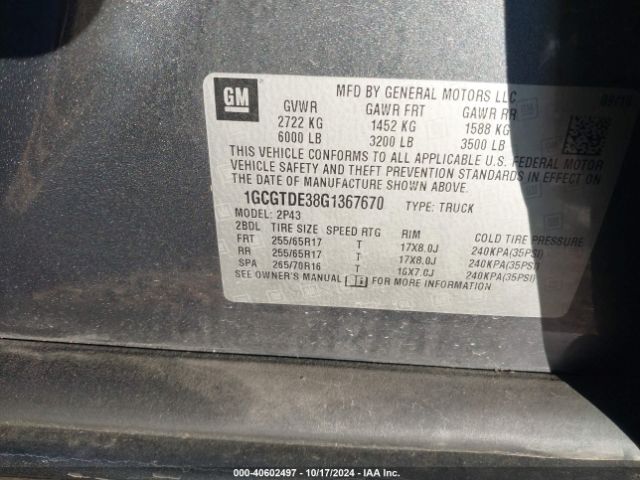 GM
MFD BY GENERAL MOTORS LLC
GVWR GAWR FRT GAWR RR
2722 KG 1452 KG 1588 KG
6000 LB 3200 LB 3500 LB
THIS VEHICLE CONFORMS TO ALL APPLICABLE U.S. FEDERAL MOTOR
VEHICLE SAFETY AND THEFT PREVENTION STANDARDS IN EFFECT ON
THE DATE OF MANUFACTURE SHOWN ABOVE.
1GCGTDE38G1367670 TYPE: TRUCK
MODEL: 2P43
2BDL TIRE SIZE SPEED RTG RIM COLD TIRE PRESSURE
FRT 255/65R17 T 17X8.0J 240KPA(35PSI)
RR 255/65R17 T 17X8.0J 240KPA(35PSI)
SPA 265/70R16 T 16X7.0J 240KPA(35PSI)
SEE OWNER'S MANUAL FOR MORE INFORMATION
000-40602497 - 10/17/2024 - IAA Inc.